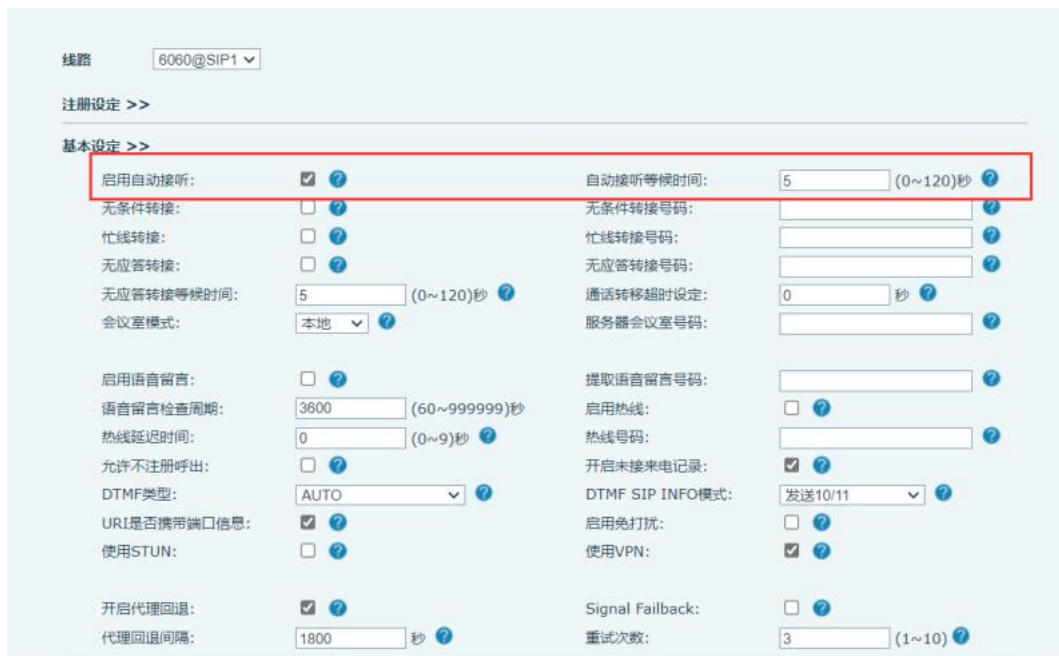 线路 6060@SIP1
注册设定 >>
基本设定 >>
启用自动接听: 自动接听等候时间: 5 (0~120)秒
无条件转接: 无条件转接号码:
忙线转接: 忙线转接号码:
无应答转接: 无应答转接号码:
无应答转接等候时间: 5 (0~120)秒 通话转移超时设定: 0 秒
会议室模式: 本地 服务器会议室号码:
启用语音留言: 提取语音留言号码:
语音留言检查周期: 3600 (60~999999)秒 启用热线:
热线延迟时间: 0 (0~9)秒 热线号码:
允许不注册呼出: 开启未接来电记录:
DTMF类型: AUTO DTMF SIP INFO模式: 发送10/11
URI是否携带端口信息: 启用免打扰:
使用STUN: 使用VPN:
开启代理回退: Signal Failback:
代理回退间隔: 1800 秒 重试次数: 3 (1~10)